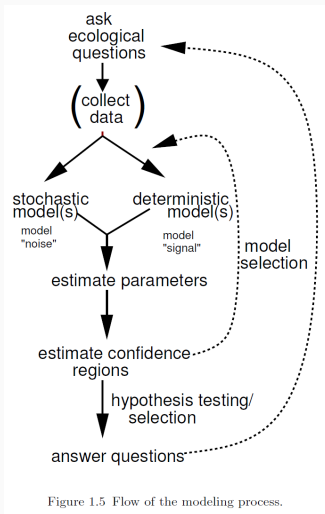 ask
ecological
questions
(collect
data)
stochastic
model(s)
deterministic
model(s)
model
"noise"
model
"signal"
model
selection
estimate parameters
estimate confidence
regions
hypothesis testing/
selection
answer questions
Figure 1.5 Flow of the modeling process.